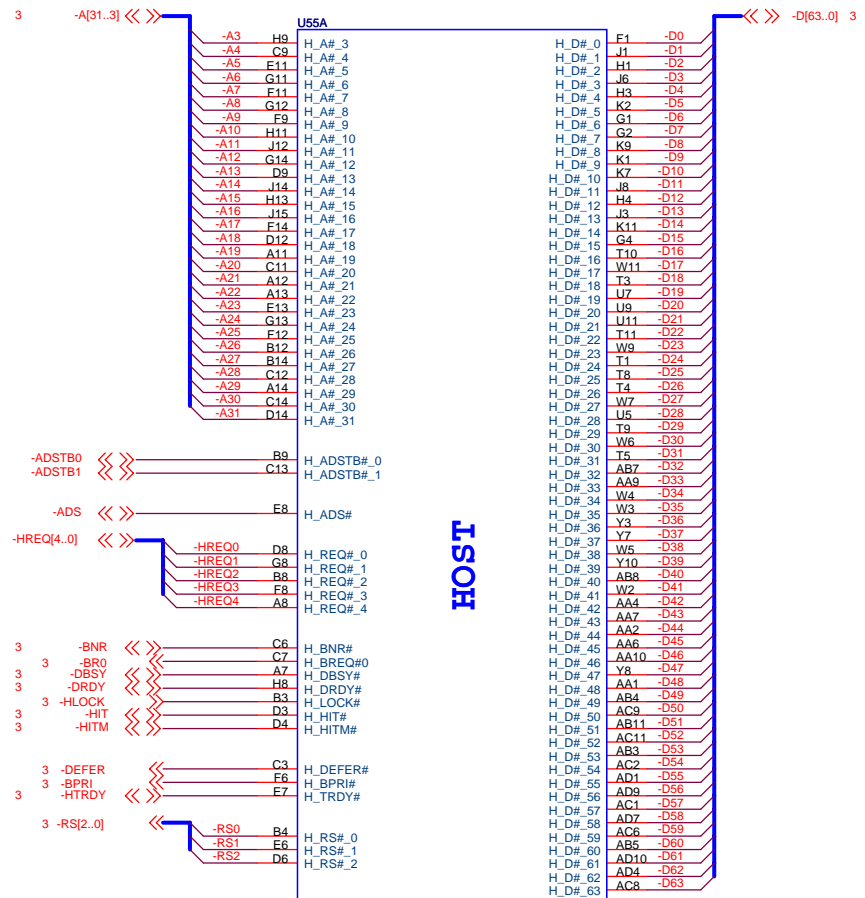 3 -A[31..3] -D[63..0] 3
U55A
-A3 H9 H_A#_3 H_D#_0 F1 -D0
-A4 C9 H_A#_4 H_D#_1 J1 -D1
-A5 E11 H_A#_5 H_D#_2 H1 -D2
-A6 G11 H_A#_6 H_D#_3 J6 -D3
-A7 F11 H_A#_7 H_D#_4 H3 -D4
-A8 G12 H_A#_8 H_D#_5 K2 -D5
-A9 F9 H_A#_9 H_D#_6 G1 -D6
-A10 H11 H_A#_10 H_D#_7 G2 -D7
-A11 J12 H_A#_11 H_D#_8 K9 -D8
-A12 G14 H_A#_12 H_D#_9 K1 -D9
-A13 D9 H_A#_13 H_D#_10 K7 -D10
-A14 J14 H_A#_14 H_D#_11 J8 -D11
-A15 H13 H_A#_15 H_D#_12 H4 -D12
-A16 J15 H_A#_16 H_D#_13 J3 -D13
-A17 F14 H_A#_17 H_D#_14 K11 -D14
-A18 D12 H_A#_18 H_D#_15 G4 -D15
-A19 A11 H_A#_19 H_D#_16 T10 -D16
-A20 C11 H_A#_20 H_D#_17 W11 -D17
-A21 A12 H_A#_21 H_D#_18 T3 -D18
-A22 A13 H_A#_22 H_D#_19 U7 -D19
-A23 E13 H_A#_23 H_D#_20 U9 -D20
-A24 G13 H_A#_24 H_D#_21 U11 -D21
-A25 F12 H_A#_25 H_D#_22 T11 -D22
-A26 B12 H_A#_26 H_D#_23 W9 -D23
-A27 B14 H_A#_27 H_D#_24 T1 -D24
-A28 C12 H_A#_28 H_D#_25 T8 -D25
-A29 A14 H_A#_29 H_D#_26 T4 -D26
-A30 C14 H_A#_30 H_D#_27 W7 -D27
-A31 D14 H_A#_31 H_D#_28 U5 -D28
H_D#_29 T9 -D29
H_D#_30 W6 -D30
-ADSTB0 B9 H_ADSTB#_0 H_D#_31 T5 -D31
-ADSTB1 C13 H_ADSTB#_1 H_D#_32 AB7 -D32
H_D#_33 AA9 -D33
H_D#_34 W4 -D34
-ADS E8 H_ADS# H_D#_35 W3 -D35
H_D#_36 Y3 -D36
-HREQ[4..0] H_D#_37 Y7 -D37
-HREQ0 D8 H_REQ#_0 H_D#_38 W5 -D38
-HREQ1 G8 H_REQ#_1 H_D#_39 Y10 -D39
-HREQ2 B8 H_REQ#_2 H_D#_40 AB8 -D40
-HREQ3 F8 H_REQ#_3 H_D#_41 W2 -D41
-HREQ4 A8 H_REQ#_4 H_D#_42 AA4 -D42
HOST
H_D#_43 AA7 -D43
H_D#_44 AA2 -D44
3 -BNR C6 H_BNR# H_D#_45 AA6 -D45
3 -BR0 C7 H_BREQ#0 H_D#_46 AA10 -D46
3 -DBSY A7 H_DBSY# H_D#_47 Y8 -D47
3 -DRDY H8 H_DRDY# H_D#_48 AA1 -D48
3 -HLOCK B3 H_LOCK# H_D#_49 AB4 -D49
3 -HIT D3 H_HIT# H_D#_50 AC9 -D50
3 -HITM D4 H_HITM# H_D#_51 AB11 -D51
H_D#_52 AC11 -D52
H_D#_53 AB3 -D53
3 -DEFER C3 H_DEFER# H_D#_54 AC2 -D54
3 -BPRI F6 H_BPRI# H_D#_55 AD1 -D55
3 -HTRDY E7 H_TRDY# H_D#_56 AD9 -D56
H_D#_57 AC1 -D57
3 -RS[2..0] H_D#_58 AD7 -D58
-RS0 B4 H_RS#_0 H_D#_59 AC6 -D59
-RS1 E6 H_RS#_1 H_D#_60 AB5 -D60
-RS2 D6 H_RS#_2 H_D#_61 AD10 -D61
H_D#_62 AD4 -D62
H_D#_63 AC8 -D63